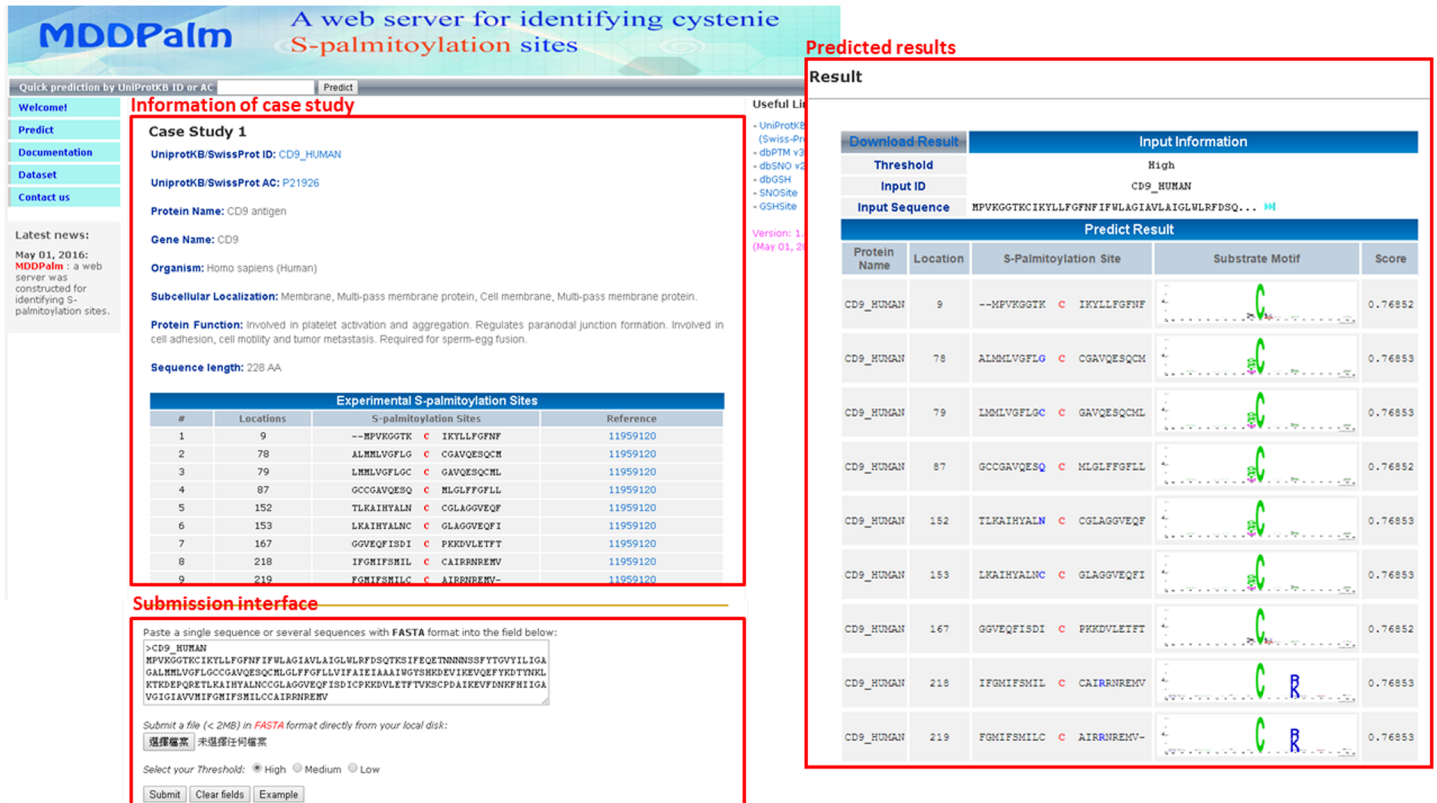 MDDPalm
A web server for identifying cystenie
S-palmitoylation sites
Quick prediction by UniProtKB ID or AC
Predict
Welcome!
Predict
Documentation
Dataset
Contact us
Latest news:
May 01, 2016:
MDDPalm : a web
server was
constructed for
identifying S-
palmitoylation sites.
Information of case study
Case Study 1
UniprotKB/SwissProt ID: CD9_HUMAN
UniprotKB/SwissProt AC: P21926
Protein Name: CD9 antigen
Gene Name: CD9
Organism: Homo sapiens (Human)
Subcellular Localization: Membrane, Multi-pass membrane protein, Cell membrane, Multi-pass membrane protein.
Protein Function: Involved in platelet activation and aggregation. Regulates paranodal junction formation. Involved in
cell adhesion, cell motility and tumor metastasis. Required for sperm-egg fusion.
Sequence length: 228 AA
Experimental S-palmitoylation Sites
# Locations S-palmitoylation Sites Reference
1 9 --MPVKGGTK C IKYLLFGFNF 11959120
2 78 ALMMLVGFLG C CGAVQESQCM 11959120
3 79 LMMLVGFLGC C GAVQESQCML 11959120
4 87 GCCGAVQESQ C MLGLFFGFLL 11959120
5 152 TLKAIHYALN C CGLAGGVEQF 11959120
6 153 LKAIHYALNC C GLAGGVEQFI 11959120
7 167 GGVEQFISDI C PKKDVLETFT 11959120
8 218 IFGMIFSMIL C CAIRRNREMV 11959120
9 219 FGMIFSMILC C AIRRNREMV- 11959120
Useful Li
- UniProtKB
(Swiss-Pr
- dbPTM v3
- dbSNO v2
- dbGSH
- SNOSite
- GSHSite
Version: 1.
(May 01, 20
Submission interface
Paste a single sequence or several sequences with FASTA format into the field below:
>CD9_HUMAN
MPVKGGTKCIKYLLFGFNFIFWLAGIAVLAIGLWLRFDSQTKSIFEQETNNNNSSFYTGVYILIGA
GALMMLVGFLGCCGAVQESQCMLGLFFGFLLVIFAIEIAAAIWGYSHKDEVIKEVQEFYKDTYNKL
KTKDEPQRETLKAIHYALNCCGLAGGVEQFISDICPKKDVLETFTVKSCPDAIKEVFDNKFHIIGA
VGIGIAVVMIFGMIFSMILCCAIRRNREMV
Submit a file (< 2MB) in FASTA format directly from your local disk:
選擇檔案 未選擇任何檔案
Select your Threshold: High Medium Low
Submit Clear fields Example
Predicted results
Result
Download Result Input Information
Threshold High
Input ID CD9_HUMAN
Input Sequence MPVKGGTKCIKYLLFGFNFIFWLAGIAVLAIGLWLRFDSQ...
Predict Result
Protein
Name Location S-Palmitoylation Site Substrate Motif Score
CD9_HUMAN 9 --MPVKGGTK C IKYLLFGFNF C 0.76852
CD9_HUMAN 78 ALMMLVGFLG C CGAVQESQCM C 0.76853
CD9_HUMAN 79 LMMLVGFLGC C GAVQESQCML C 0.76853
CD9_HUMAN 87 GCCGAVQESQ C MLGLFFGFLL C 0.76852
CD9_HUMAN 152 TLKAIHYALN C CGLAGGVEQF C 0.76853
CD9_HUMAN 153 LKAIHYALNC C GLAGGVEQFI C 0.76853
CD9_HUMAN 167 GGVEQFISDI C PKKDVLETFT C 0.76852
CD9_HUMAN 218 IFGMIFSMIL C CAIRRNREMV C R K 0.76853
CD9_HUMAN 219 FGMIFSMILC C AIRRNREMV- C R K 0.76853